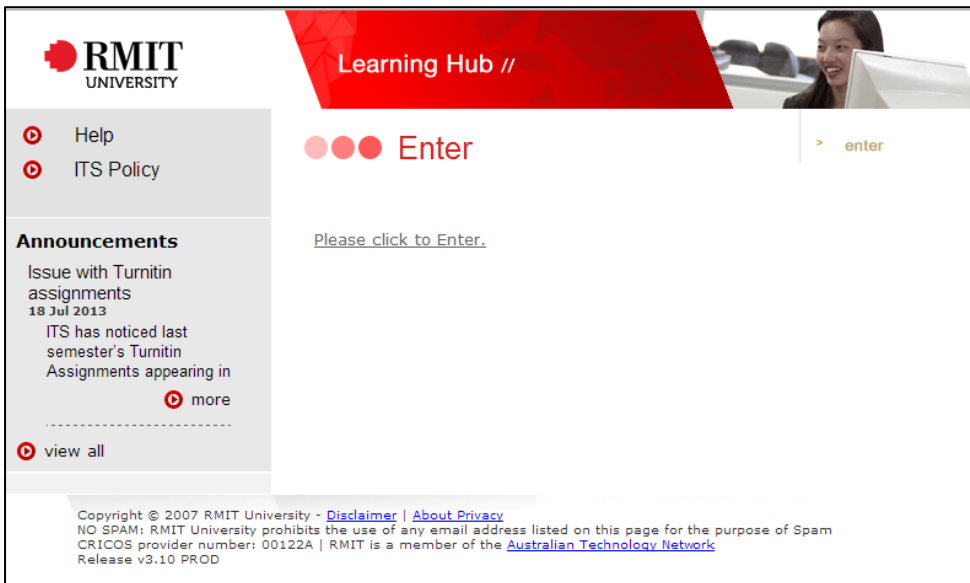 RMIT
UNIVERSITY
Learning Hub //
Help
ITS Policy
Enter
> enter
Please click to Enter.
Announcements
Issue with Turnitin
assignments
18 Jul 2013
ITS has noticed last
semester's Turnitin
Assignments appearing in
more
view all
Copyright © 2007 RMIT University - Disclaimer | About Privacy
NO SPAM: RMIT University prohibits the use of any email address listed on this page for the purpose of Spam
CRICOS provider number: 00122A | RMIT is a member of the Australian Technology Network
Release v3.10 PROD